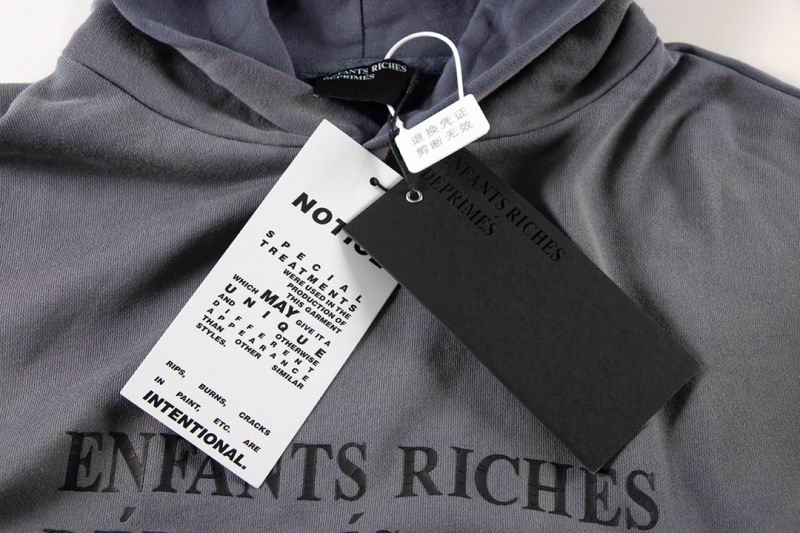 ENFANTS RICHES
DÉPRIMÉS
退换凭证
剪断无效
ENFANTS RICHES
DÉPRIMÉS
NOTICE
SPECIAL
TREATMENTS
WERE USED IN THE
PRODUCTION OF
THIS GARMENT
WHICH MAY GIVE IT A
UNIQUE
AND DIFFERENT OTHERWISE
APPEARANCE
THAN OTHER SIMILAR
STYLES.
RIPS, BURNS, CRACKS
IN PAINT, ETC. ARE
INTENTIONAL.
ENFANTS RICHES